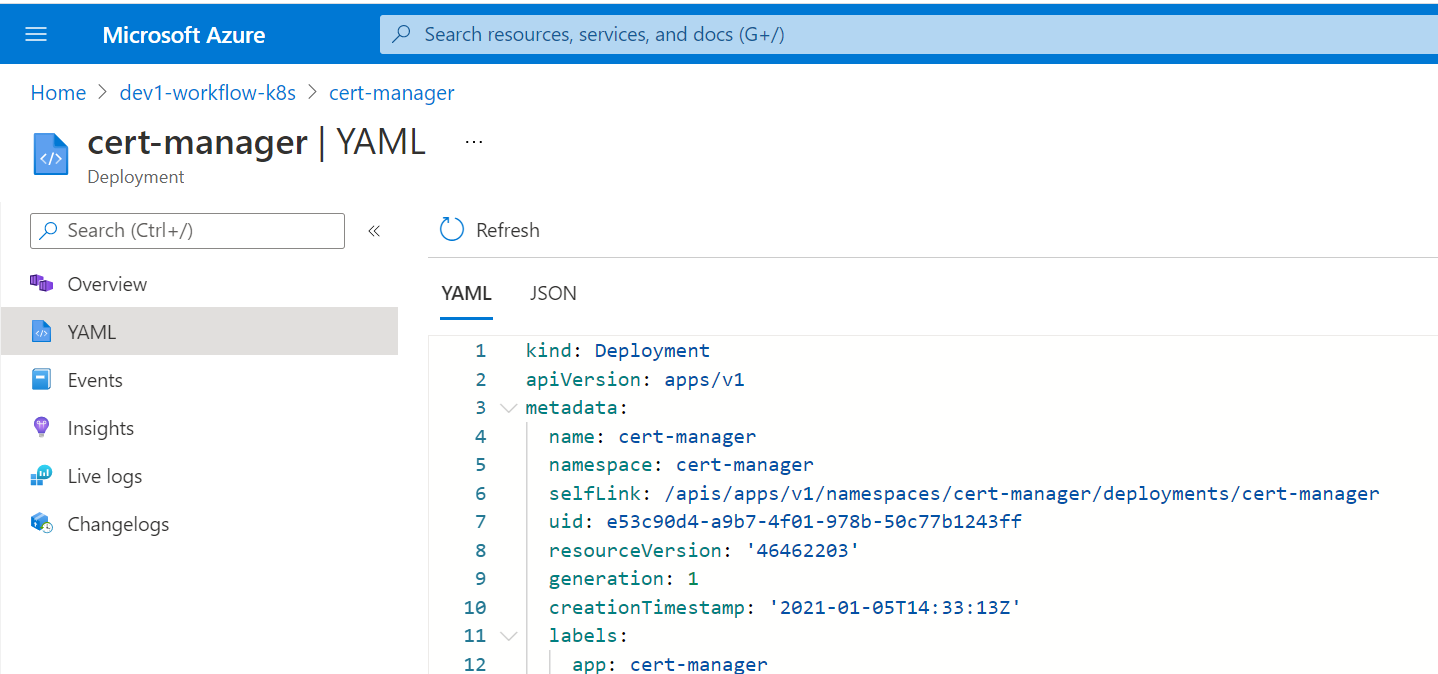 Microsoft Azure
Search resources, services, and docs (G+/)
Home > dev1-workflow-k8s > cert-manager
cert-manager | YAML ...
Deployment
Search (Ctrl+/)
«
Refresh
Overview
YAML
Events
Insights
Live logs
Changelogs
YAML JSON
1 kind: Deployment
2 apiVersion: apps/v1
3 metadata:
4 name: cert-manager
5 namespace: cert-manager
6 selfLink: /apis/apps/v1/namespaces/cert-manager/deployments/cert-manager
7 uid: e53c90d4-a9b7-4f01-978b-50c77b1243ff
8 resourceVersion: '46462203'
9 generation: 1
10 creationTimestamp: '2021-01-05T14:33:13Z'
11 labels:
12 app: cert-manager